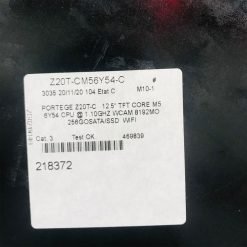 Z20T-CM56Y54-C #
3035 20/11/20 104 Etat C M10-1
PORTEGE Z20T-C 12.5" TFT CORE M5
6Y54 CPU @ 1.10GHZ WCAM 8192MO
256GOSATA/SSD WIFI
Cat. 3 Test OK. 469839
218372